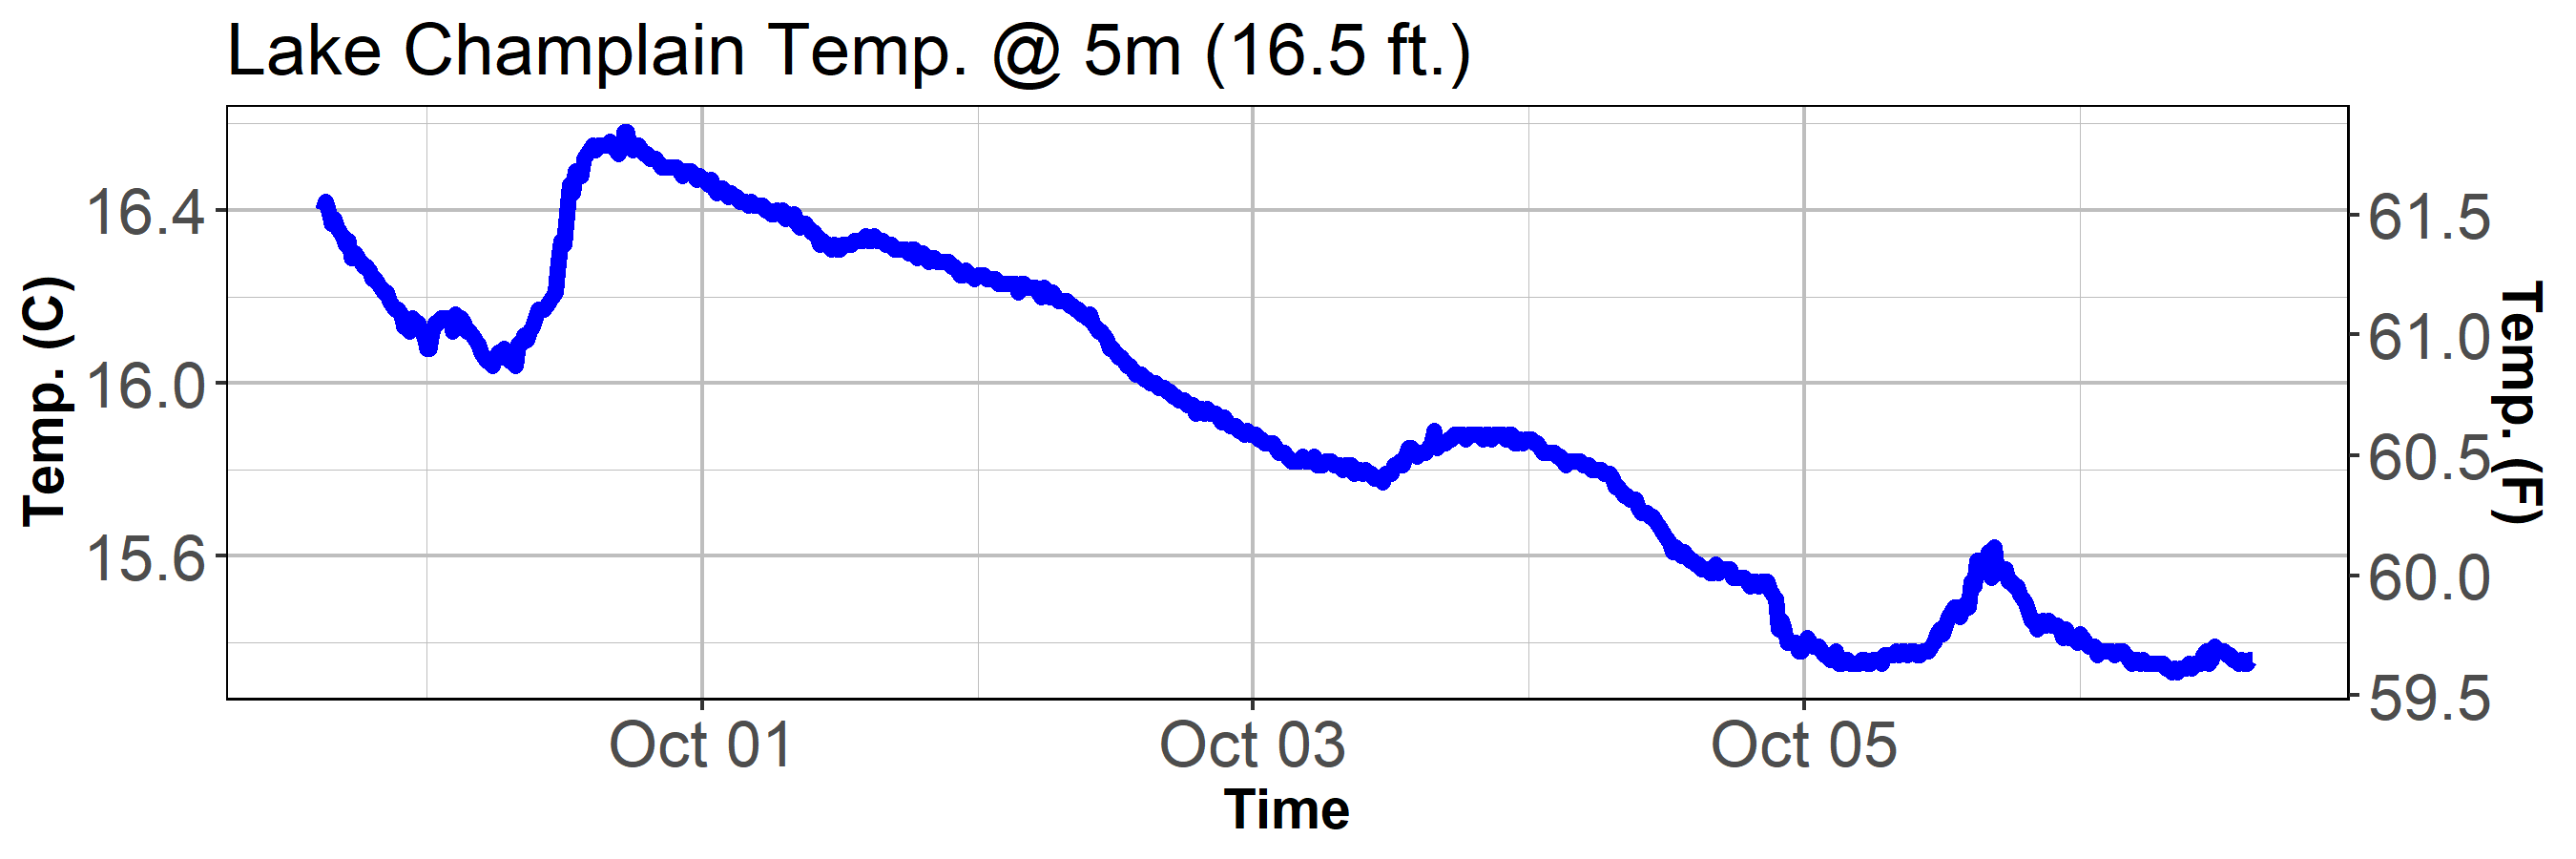 Lake Champlain Temp. @ 5m (16.5 ft.)
Temp. (C)
16.4
16.0
15.6
61.5
61.0
60.5
60.0
59.5
Temp. (F)
Oct 01 Oct 03 Oct 05
Time